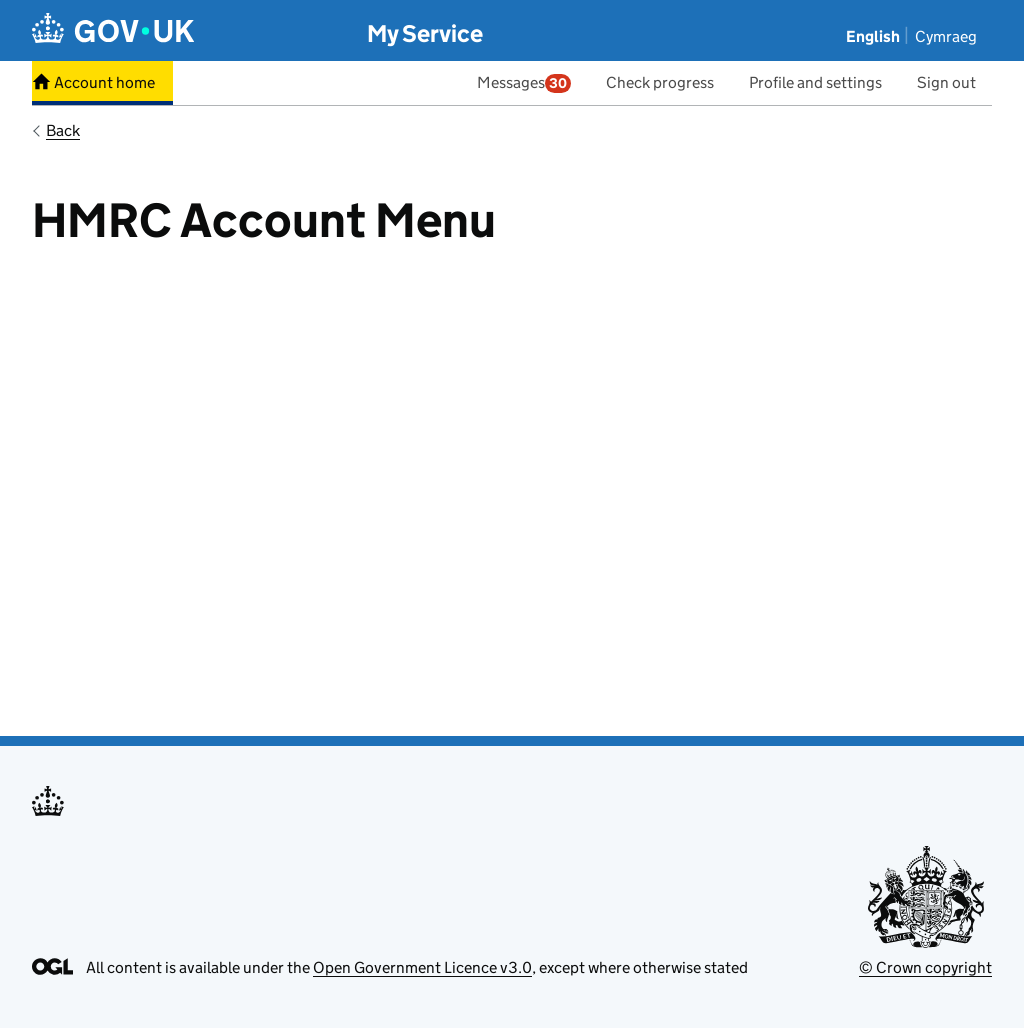 GOV·UK My Service English Cymraeg
Account home Messages 30 Check progress Profile and settings Sign out
Back
HMRC Account Menu
QUI
DIEU ET MON DROIT
OGL All content is available under the Open Government Licence v3.0, except where otherwise stated © Crown copyright